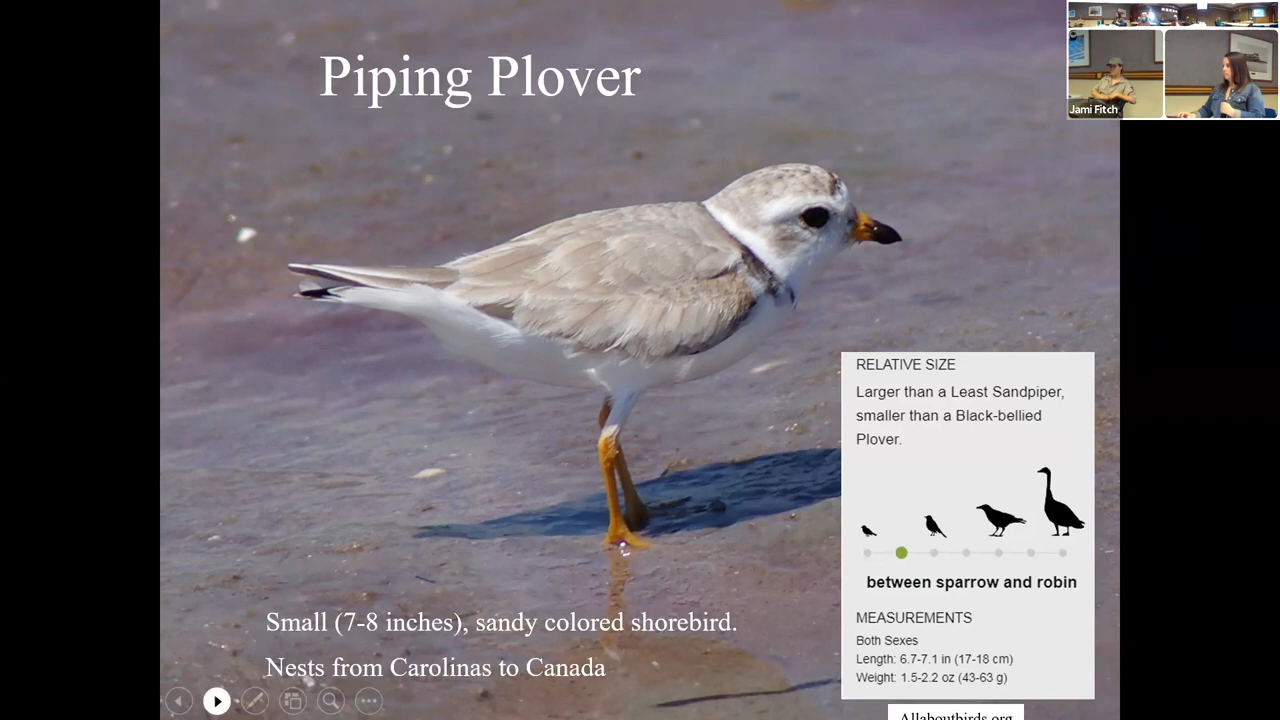 Piping Plover
Jami Fitch
RELATIVE SIZE
Larger than a Least Sandpiper,
smaller than a Black-bellied
Plover.
between sparrow and robin
MEASUREMENTS
Both Sexes
Length: 6.7-7.1 in (17-18 cm)
Weight: 1.5-2.2 oz (43-63 g)
Small (7-8 inches), sandy colored shorebird.
Nests from Carolinas to Canada
Allaboutbirds.org